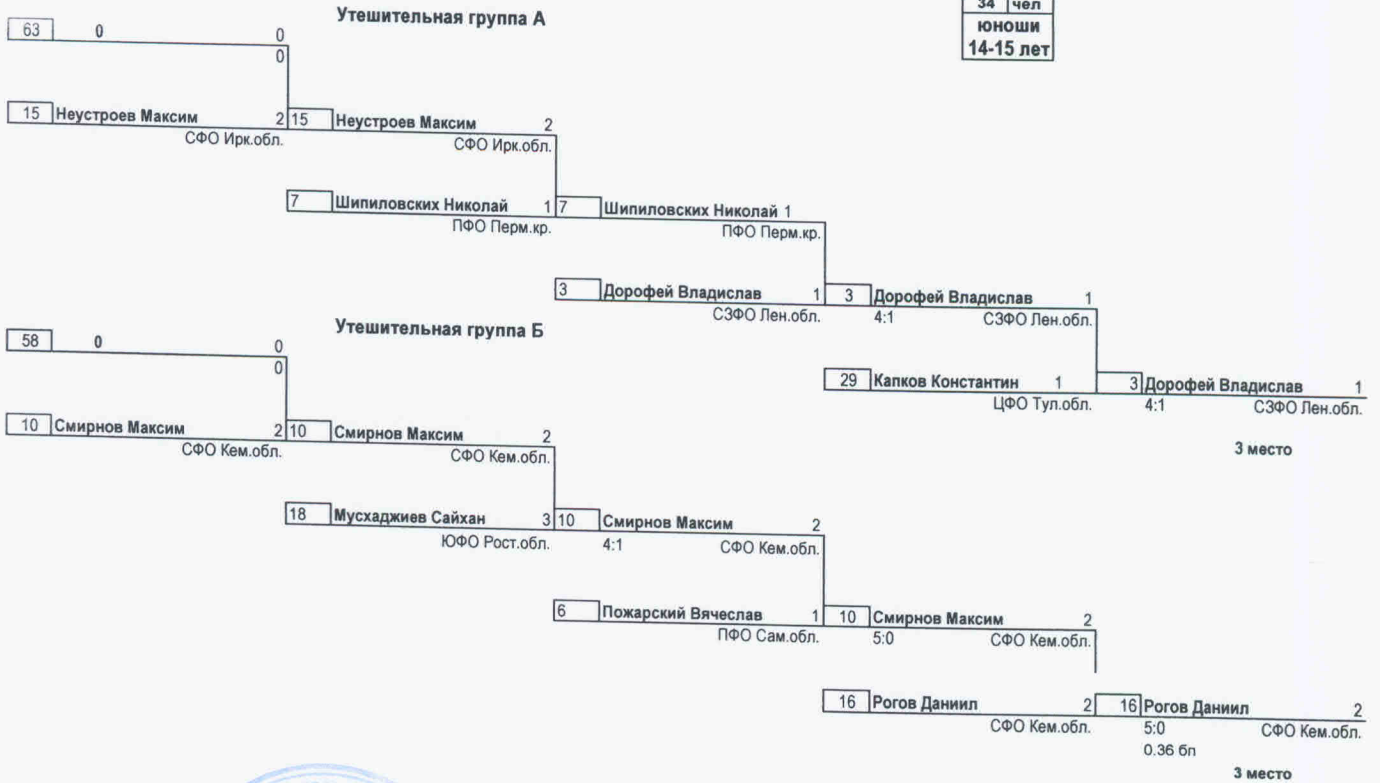 34 чел
юноши
14-15 лет
Утешительная группа А
63 0 0
0
15 Неустроев Максим 2
СФО Ирк.обл.
15 Неустроев Максим 2
СФО Ирк.обл.
7 Шипиловских Николай 1
ПФО Перм.кр.
7 Шипиловских Николай 1
ПФО Перм.кр.
3 Дорофей Владислав 1
СЗФО Лен.обл.
3 Дорофей Владислав 1
4:1 СЗФО Лен.обл.
29 Капков Константин 1
ЦФО Тул.обл.
3 Дорофей Владислав 1
4:1 СЗФО Лен.обл.
3 место
Утешительная группа Б
58 0 0
0
10 Смирнов Максим 2
СФО Кем.обл.
10 Смирнов Максим 2
СФО Кем.обл.
18 Мусхаджиев Сайхан 3
ЮФО Рост.обл.
10 Смирнов Максим 2
4:1 СФО Кем.обл.
6 Пожарский Вячеслав 1
ПФО Сам.обл.
10 Смирнов Максим 2
5:0 СФО Кем.обл.
16 Рогов Даниил 2
СФО Кем.обл.
16 Рогов Даниил 2
5:0 СФО Кем.обл.
0.36 бп
3 место